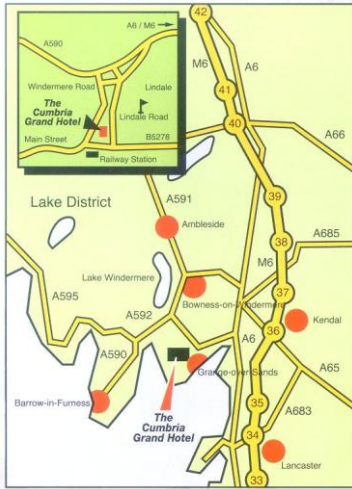 A6 / M6
A590
Windermere Road
Lindale
The
Cumbria
Grand Hotel
Lindale Road
Main Street
B5278
Railway Station
42
M6
A6
41
40
A66
39
A591
Lake District
Ambleside
38
A685
Lake Windermere
M6
37
A595
Bowness-on-Windermere
A592
Kendal
36
A6
A590
Grange-over-Sands
A65
Barrow-in-Furness
The
Cumbria
Grand Hotel
35
A683
34
Lancaster
33